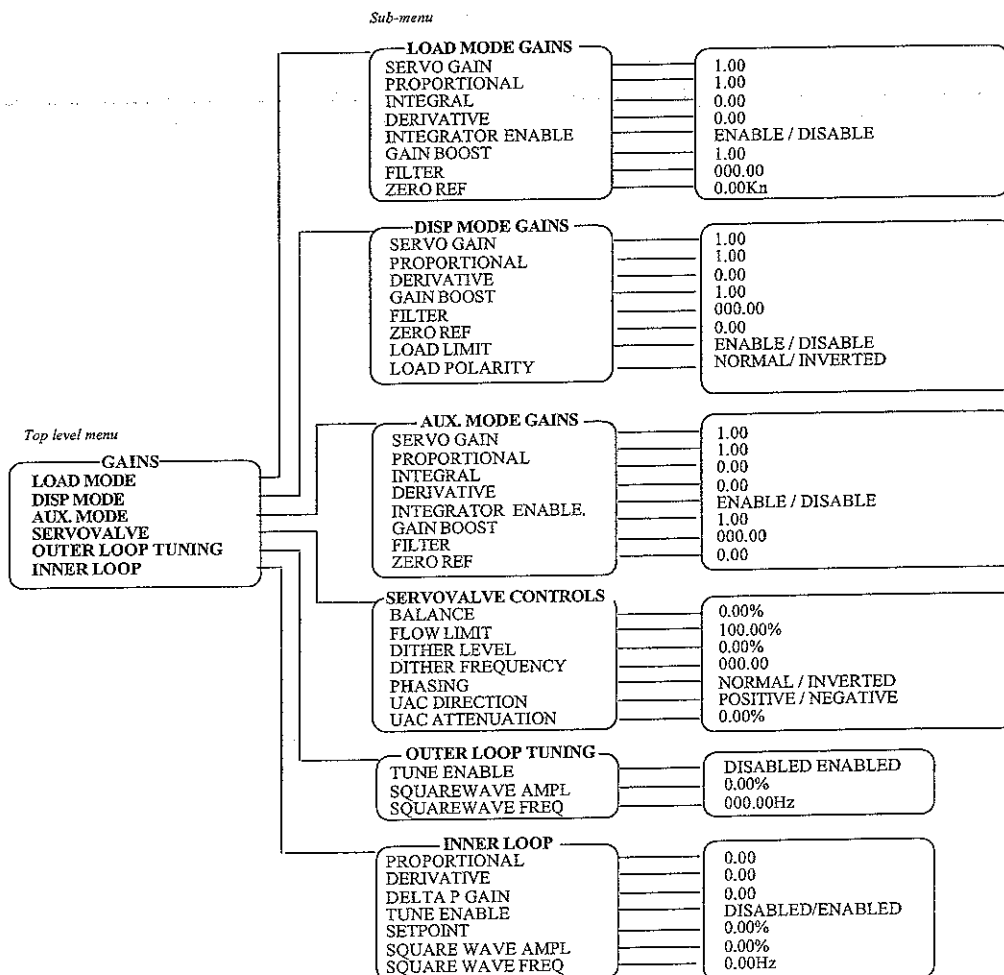 Sub-menu
LOAD MODE GAINS
SERVO GAIN 1.00
PROPORTIONAL 1.00
INTEGRAL 0.00
DERIVATIVE 0.00
INTEGRATOR ENABLE ENABLE / DISABLE
GAIN BOOST 1.00
FILTER 000.00
ZERO REF 0.00Kn
DISP MODE GAINS
SERVO GAIN 1.00
PROPORTIONAL 1.00
DERIVATIVE 0.00
GAIN BOOST 1.00
FILTER 000.00
ZERO REF 0.00
LOAD LIMIT ENABLE / DISABLE
LOAD POLARITY NORMAL/ INVERTED
Top level menu
GAINS
LOAD MODE
DISP MODE
AUX. MODE
SERVOVALVE
OUTER LOOP TUNING
INNER LOOP
AUX. MODE GAINS
SERVO GAIN 1.00
PROPORTIONAL 1.00
INTEGRAL 0.00
DERIVATIVE 0.00
INTEGRATOR ENABLE. ENABLE / DISABLE
GAIN BOOST 1.00
FILTER 000.00
ZERO REF 0.00
SERVOVALVE CONTROLS
BALANCE 0.00%
FLOW LIMIT 100.00%
DITHER LEVEL 0.00%
DITHER FREQUENCY 000.00
PHASING NORMAL / INVERTED
UAC DIRECTION POSITIVE / NEGATIVE
UAC ATTENUATION 0.00%
OUTER LOOP TUNING
TUNE ENABLE DISABLED ENABLED
SQUAREWAVE AMPL 0.00%
SQUAREWAVE FREQ 000.00Hz
INNER LOOP
PROPORTIONAL 0.00
DERIVATIVE 0.00
DELTA P GAIN 0.00
TUNE ENABLE DISABLED/ENABLED
SETPOINT 0.00%
SQUARE WAVE AMPL 0.00%
SQUARE WAVE FREQ 0.00Hz